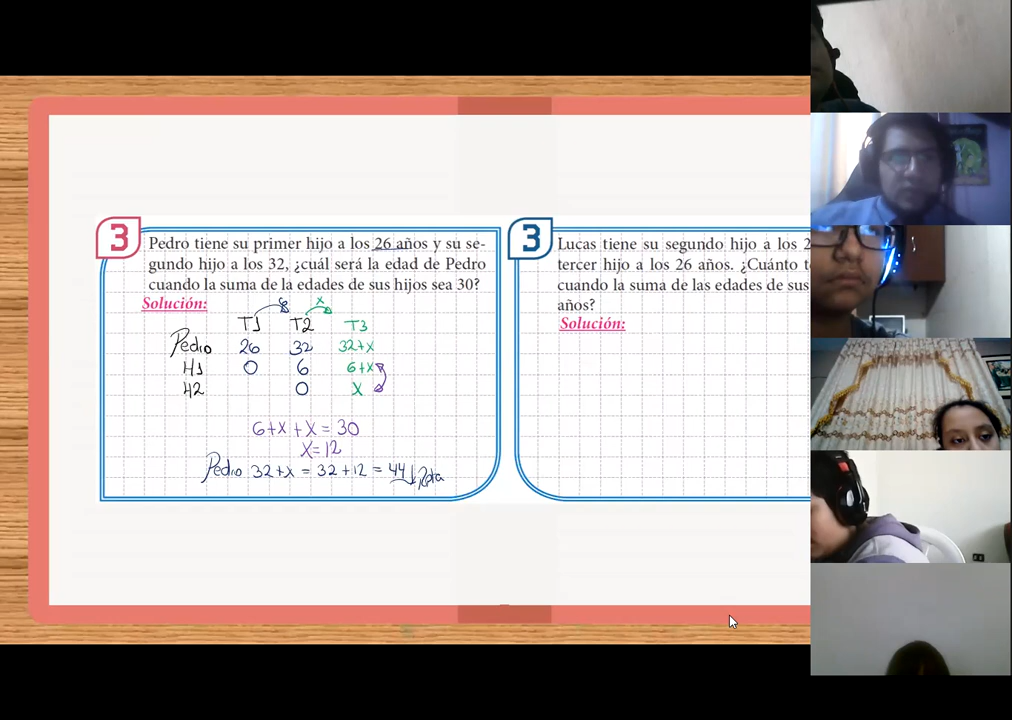 3
Pedro tiene su primer hijo a los 26 años y su se-
gundo hijo a los 32, ¿cuál será la edad de Pedro
cuando la suma de la edades de sus hijos sea 30?
Solución:
x
T1 T2 T3
Pedro 26 32 32+x
H1 0 6 6+x
H2 0 x
6+x+x=30
x=12
Pedro 32+x = 32+12 = 44 Rpta
3
Lucas tiene su segundo hijo a los 2
tercer hijo a los 26 años. ¿Cuánto t
cuando la suma de las edades de sus
años?
Solución: